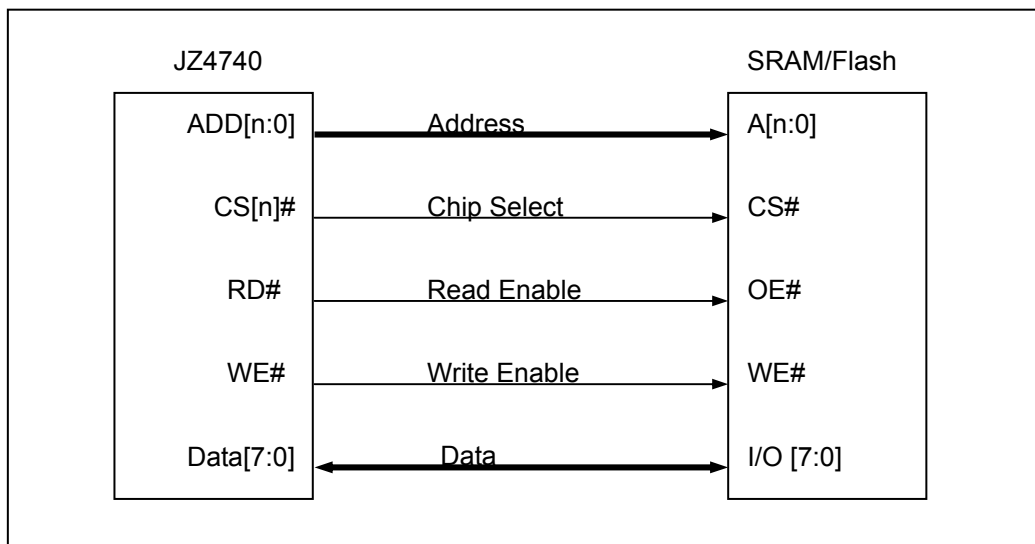 JZ4740 SRAM/Flash
ADD[n:0] Address A[n:0]
CS[n]# Chip Select CS#
RD# Read Enable OE#
WE# Write Enable WE#
Data[7:0] Data I/O [7:0]